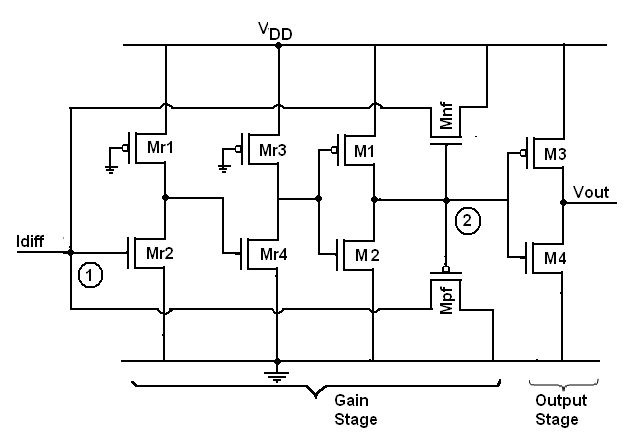 VDD
Mnf
Mr1
Mr3
M1
M3
Vout
2
Idiff
1
Mr2
Mr4
M2
M4
Mpf
Gain
Stage
Output
Stage